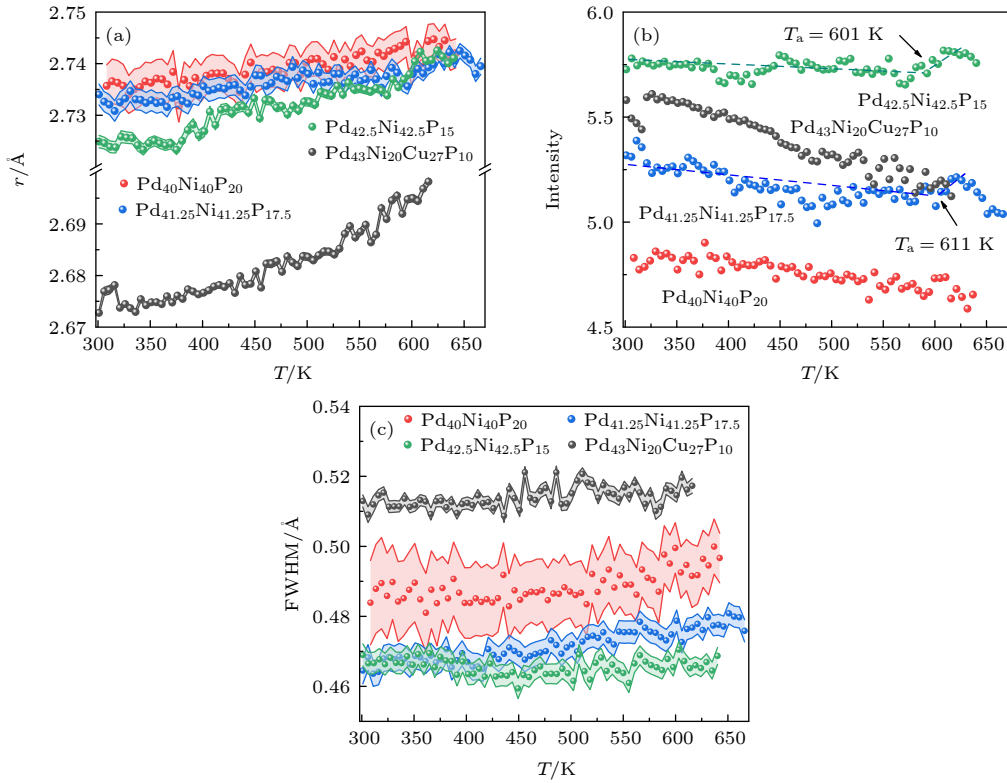 (a)
2.75
2.74
2.73
2.69
2.68
2.67
r/Å
Pd42.5Ni42.5P15
Pd43Ni20Cu27P10
Pd40Ni40P20
Pd41.25Ni41.25P17.5
300 350 400 450 500 550 600 650
T/K
(b)
6.0
5.5
5.0
4.5
Intensity
Ta = 601 K
Pd42.5Ni42.5P15
Pd43Ni20Cu27P10
Pd41.25Ni41.25P17.5
Ta = 611 K
Pd40Ni40P20
300 350 400 450 500 550 600 650
T/K
(c)
0.54
0.52
0.50
0.48
0.46
FWHM/Å
Pd40Ni40P20 Pd41.25Ni41.25P17.5
Pd42.5Ni42.5P15 Pd43Ni20Cu27P10
300 350 400 450 500 550 600 650
T/K